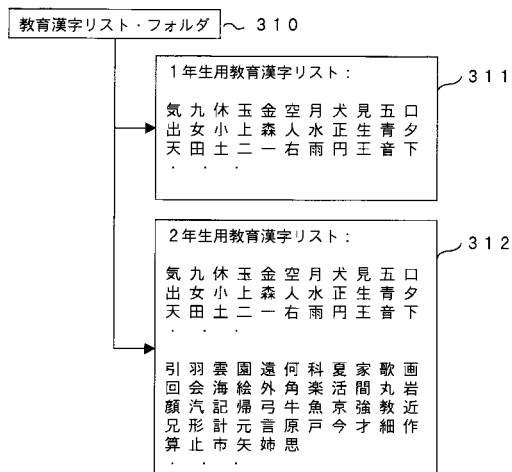 教育漢字リスト・フォルダ 310
1年生用教育漢字リスト： 311
気 九 休 玉 金 空 月 犬 見 五 口
出 女 小 上 森 人 水 正 生 青 夕
天 田 土 二 一 右 雨 円 王 音 下
・ ・ ・
2年生用教育漢字リスト： 312
気 九 休 玉 金 空 月 犬 見 五 口
出 女 小 上 森 人 水 正 生 青 夕
天 田 土 二 一 右 雨 円 王 音 下
・ ・ ・
引 羽 雲 園 遠 何 科 夏 家 歌 画
回 会 海 絵 外 角 楽 活 間 丸 岩
顔 汽 記 帰 弓 牛 魚 京 強 教 近
兄 形 計 元 言 原 戸 今 才 細 作
算 止 市 矢 姉 思
・ ・ ・